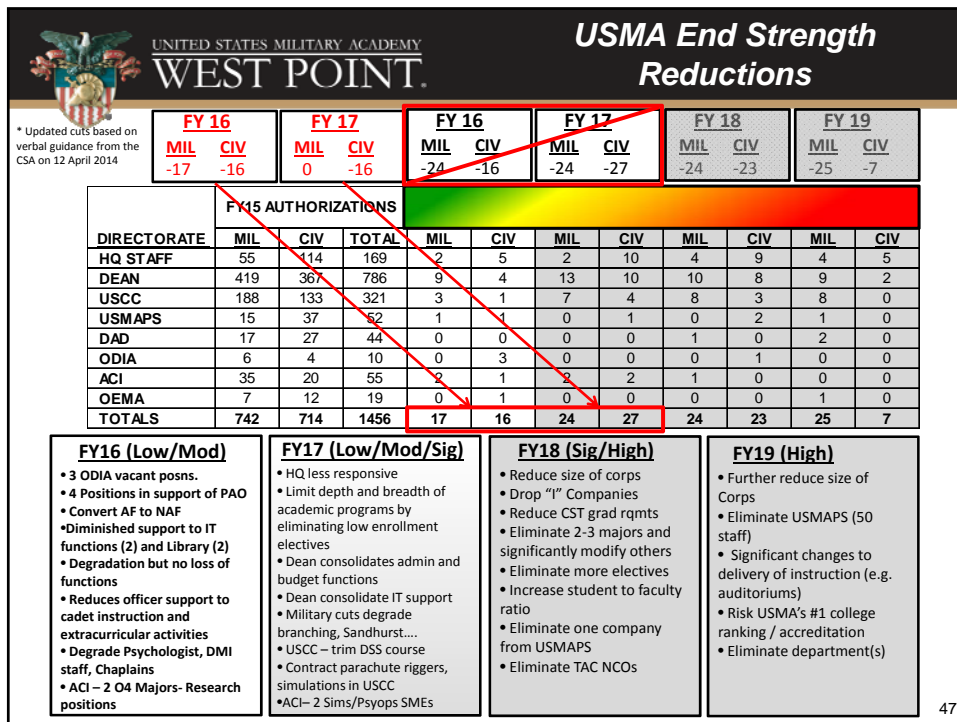 UNITED STATES MILITARY ACADEMY
WEST POINT.
USMA End Strength
Reductions
* Updated cuts based on
verbal guidance from the
CSA on 12 April 2014
FY 16
MIL CIV
-17 -16
FY 17
MIL CIV
0 -16
FY 16
MIL CIV
-24 -16
FY 17
MIL CIV
-24 -27
FY 18
MIL CIV
-24 -23
FY 19
MIL CIV
-25 -7
FY15 AUTHORIZATIONS
DIRECTORATE MIL CIV TOTAL MIL CIV MIL CIV MIL CIV MIL CIV
HQ STAFF 55 114 169 2 5 2 10 4 9 4 5
DEAN 419 367 786 9 4 13 10 10 8 9 2
USCC 188 133 321 3 1 7 4 8 3 8 0
USMAPS 15 37 52 1 1 0 1 0 2 1 0
DAD 17 27 44 0 0 0 0 1 0 2 0
ODIA 6 4 10 0 3 0 0 0 1 0 0
ACI 35 20 55 2 1 2 2 1 0 0 0
OEMA 7 12 19 0 1 0 0 0 0 1 0
TOTALS 742 714 1456 17 16 24 27 24 23 25 7
FY16 (Low/Mod)
• 3 ODIA vacant posns.
• 4 Positions in support of PAO
• Convert AF to NAF
•Diminished support to IT
functions (2) and Library (2)
• Degradation but no loss of
functions
• Reduces officer support to
cadet instruction and
extracurricular activities
• Degrade Psychologist, DMI
staff, Chaplains
• ACI – 2 O4 Majors- Research
positions
FY17 (Low/Mod/Sig)
• HQ less responsive
• Limit depth and breadth of
academic programs by
eliminating low enrollment
electives
• Dean consolidates admin and
budget functions
• Dean consolidate IT support
• Military cuts degrade
branching, Sandhurst….
• USCC – trim DSS course
• Contract parachute riggers,
simulations in USCC
•ACI– 2 Sims/Psyops SMEs
FY18 (Sig/High)
• Reduce size of corps
• Drop “I” Companies
• Reduce CST grad rqmts
• Eliminate 2-3 majors and
significantly modify others
• Eliminate more electives
• Increase student to faculty
ratio
• Eliminate one company
from USMAPS
• Eliminate TAC NCOs
FY19 (High)
• Further reduce size of
Corps
• Eliminate USMAPS (50
staff)
• Significant changes to
delivery of instruction (e.g.
auditoriums)
• Risk USMA’s #1 college
ranking / accreditation
• Eliminate department(s)
47